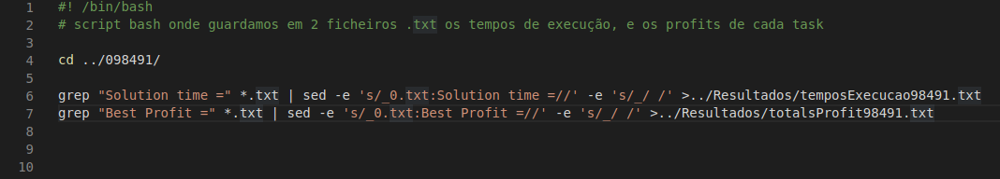 1 #! /bin/bash
2 # script bash onde guardamos em 2 ficheiros .txt os tempos de execução, e os profits de cada task
3
4 cd ../098491/
5
6 grep "Solution time =" *.txt | sed -e 's/_0.txt:Solution time =//' -e 's/_/ /' >../Resultados/temposExecucao98491.txt
7 grep "Best Profit =" *.txt | sed -e 's/_0.txt:Best Profit =//' -e 's/_/ /' >../Resultados/totalsProfit98491.txt
8
9
10